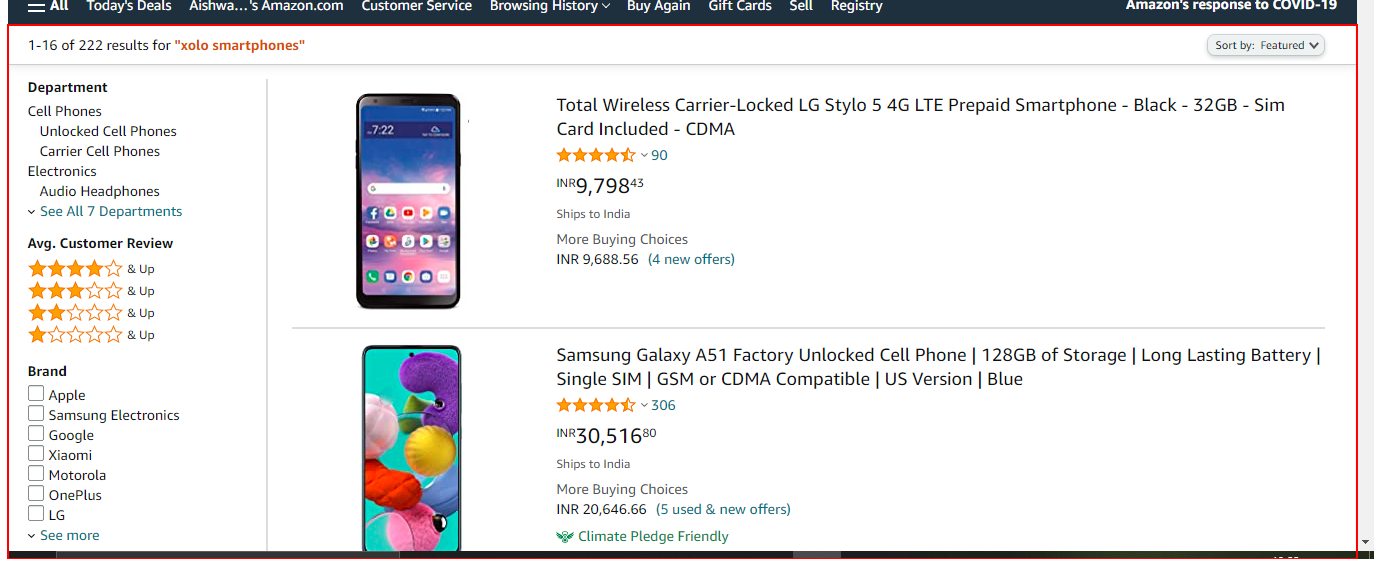 All Today's Deals Aishwa...'s Amazon.com Customer Service Browsing History Buy Again Gift Cards Sell Registry Amazon's response to COVID-19
1-16 of 222 results for "xolo smartphones"
Sort by: Featured
Department
Cell Phones
Unlocked Cell Phones
Carrier Cell Phones
Electronics
Audio Headphones
See All 7 Departments
Avg. Customer Review
& Up
& Up
& Up
& Up
Brand
Apple
Samsung Electronics
Google
Xiaomi
Motorola
OnePlus
LG
See more
7:22
Total Wireless Carrier-Locked LG Stylo 5 4G LTE Prepaid Smartphone - Black - 32GB - Sim
Card Included - CDMA
90
INR9,79843
Ships to India
More Buying Choices
INR 9,688.56 (4 new offers)
Samsung Galaxy A51 Factory Unlocked Cell Phone | 128GB of Storage | Long Lasting Battery |
Single SIM | GSM or CDMA Compatible | US Version | Blue
306
INR30,51680
Ships to India
More Buying Choices
INR 20,646.66 (5 used & new offers)
Climate Pledge Friendly